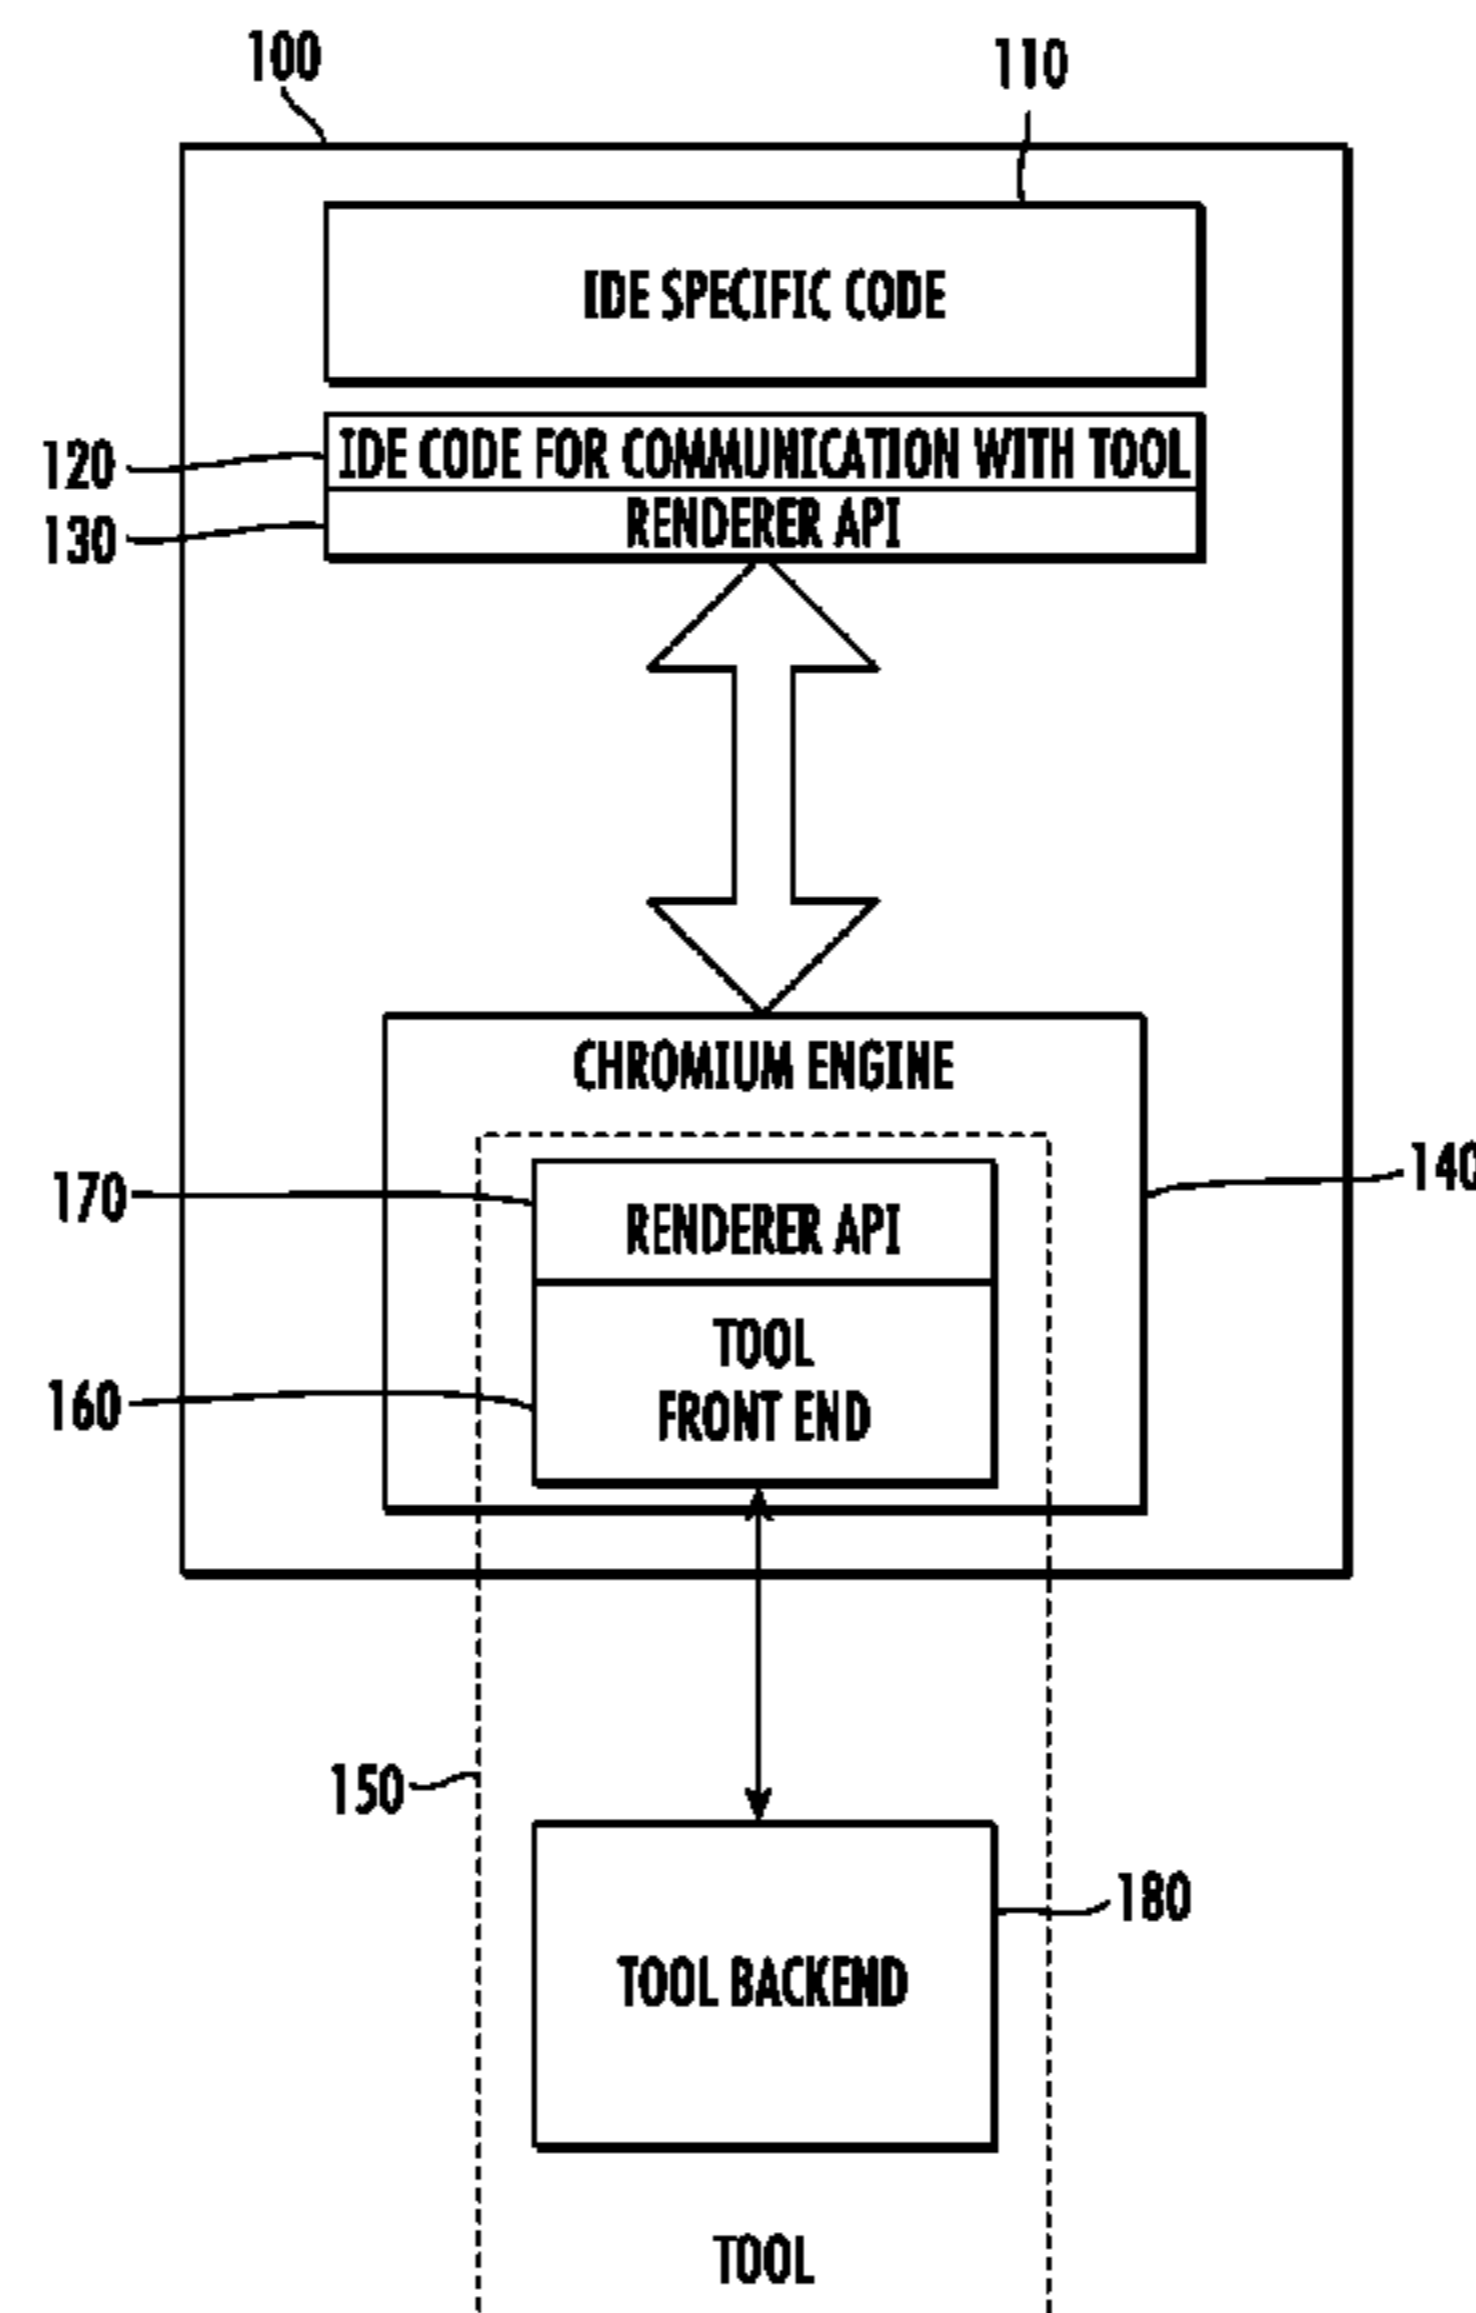 100
110
IDE SPECIFIC CODE
120
IDE CODE FOR COMMUNICATION WITH TOOL
130
RENDERER API
CHROMIUM ENGINE
140
170
RENDERER API
160
TOOL
FRONT END
150
180
TOOL BACKEND
TOOL